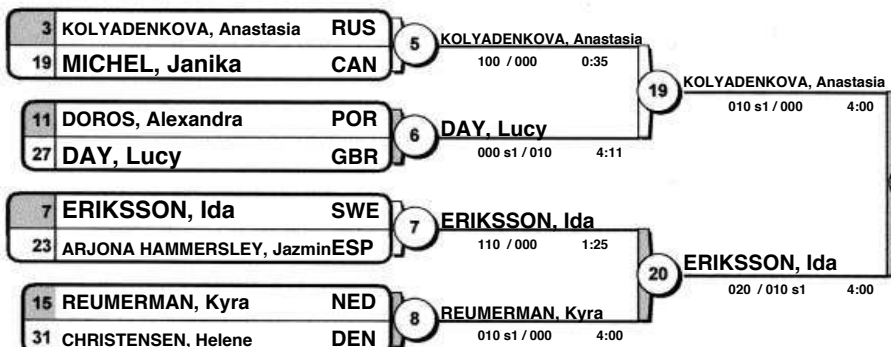 3 KOLYADENKOVA, Anastasia RUS
19 MICHEL, Janika CAN
5
KOLYADENKOVA, Anastasia
100 / 000 0:35
11 DOROS, Alexandra POR
27 DAY, Lucy GBR
6
DAY, Lucy
000 s1 / 010 4:11
19
KOLYADENKOVA, Anastasia
010 s1 / 000 4:00
7 ERIKSSON, Ida SWE
23 ARJONA HAMMERSLEY, Jazmin ESP
7
ERIKSSON, Ida
110 / 000 1:25
15 REUMERMAN, Kyra NED
31 CHRISTENSEN, Helene DEN
8
REUMERMAN, Kyra
010 s1 / 000 4:00
20
ERIKSSON, Ida
020 / 010 s1 4:00